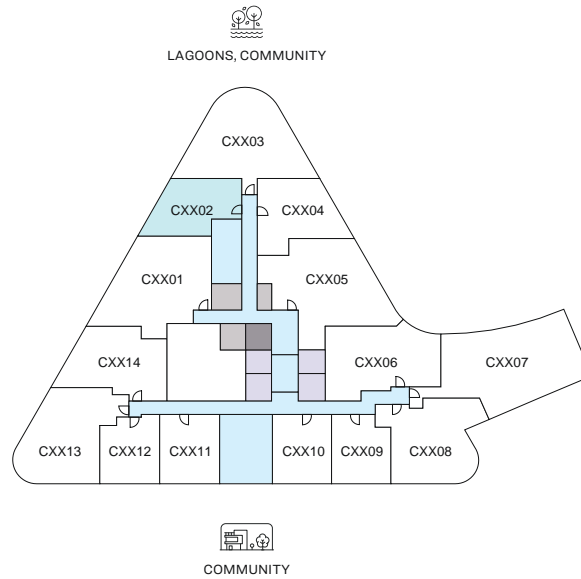 LAGOONS, COMMUNITY
CXX03
CXX02
CXX04
CXX01
CXX05
CXX14
CXX06
CXX07
CXX13
CXX12
CXX11
CXX10
CXX09
CXX08
COMMUNITY